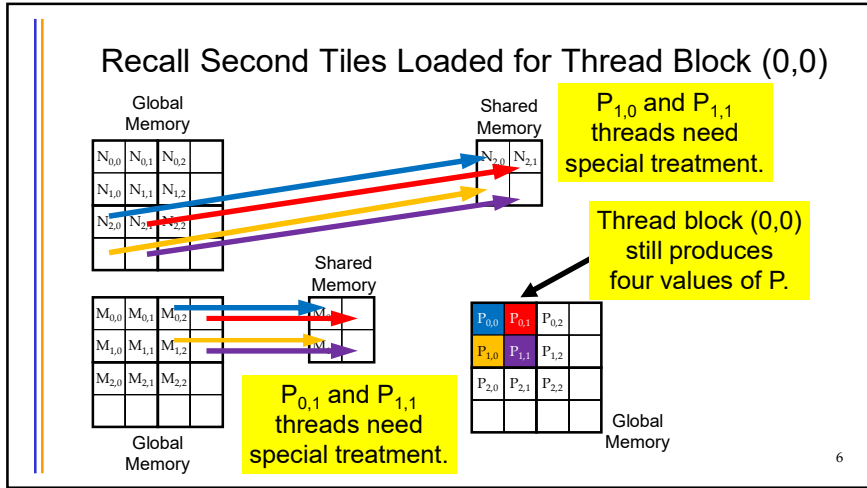 Recall Second Tiles Loaded for Thread Block (0,0)
Global
Memory
N0,0 N0,1 N0,2
N1,0 N1,1 N1,2
N2,0 N2,1 N2,2
Shared
Memory
N2,0 N2,1
P1,0 and P1,1
threads need
special treatment.
Thread block (0,0)
still produces
four values of P.
M0,0 M0,1 M0,2
M1,0 M1,1 M1,2
M2,0 M2,1 M2,2
Global
Memory
Shared
Memory
P0,1 and P1,1
threads need
special treatment.
P0,0 P0,1 P0,2
P1,0 P1,1 P1,2
P2,0 P2,1 P2,2
Global
Memory
6